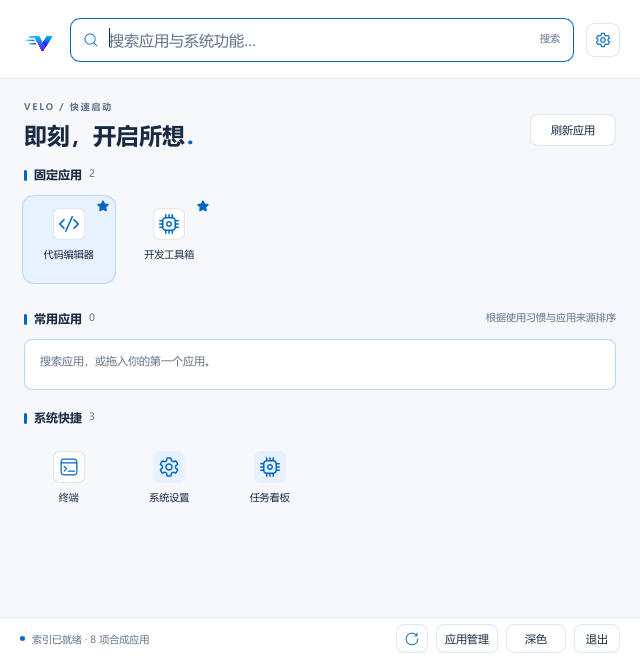 搜索应用与系统功能...
搜索
VELO / 快速启动
即刻，开启所想.
刷新应用
固定应用 2
代码编辑器
开发工具箱
常用应用 0
根据使用习惯与应用来源排序
搜索应用，或拖入你的第一个应用。
系统快捷 3
终端
系统设置
任务看板
索引已就绪 · 8 项合成应用
应用管理
深色
退出